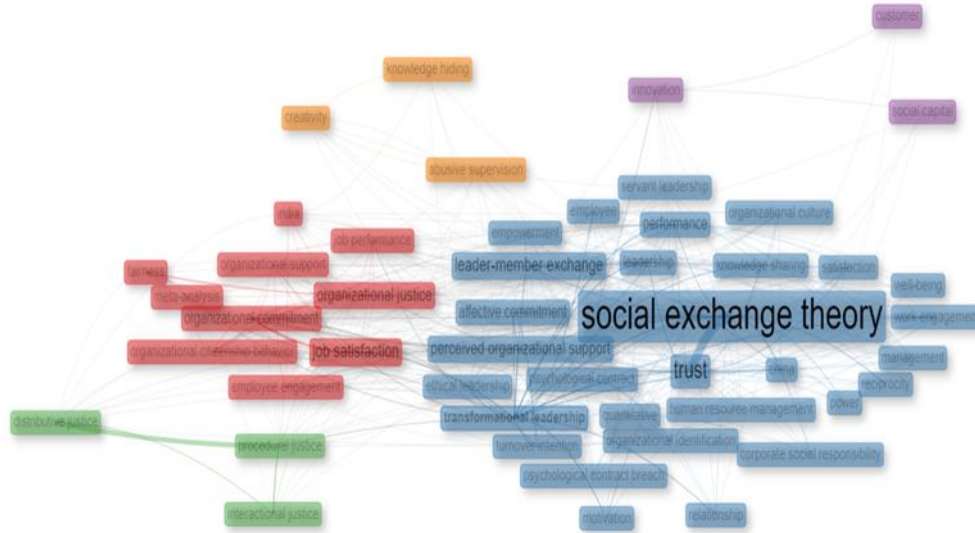 customer
knowledge hiding
innovation
social capital
creativity
abusive supervision
servant leadership
india
employee
organizational culture
performance
empowerment
job performance
organizational support
leader-member exchange
leadership
knowledge sharing
satisfaction
fairness
well-being
meta-analysis
organizational justice
organizational commitment
affective commitment
social exchange theory
work engagement
organizational citizenship behavior
job satisfaction
perceived organizational support
management
trust
china
employee engagement
ethical leadership
psychological contract
reciprocity
power
distributive justice
transformational leadership
quantitative
human resource management
procedural justice
turnover intention
organizational identification
corporate social responsibility
psychological contract breach
interactional justice
motivation
relationship